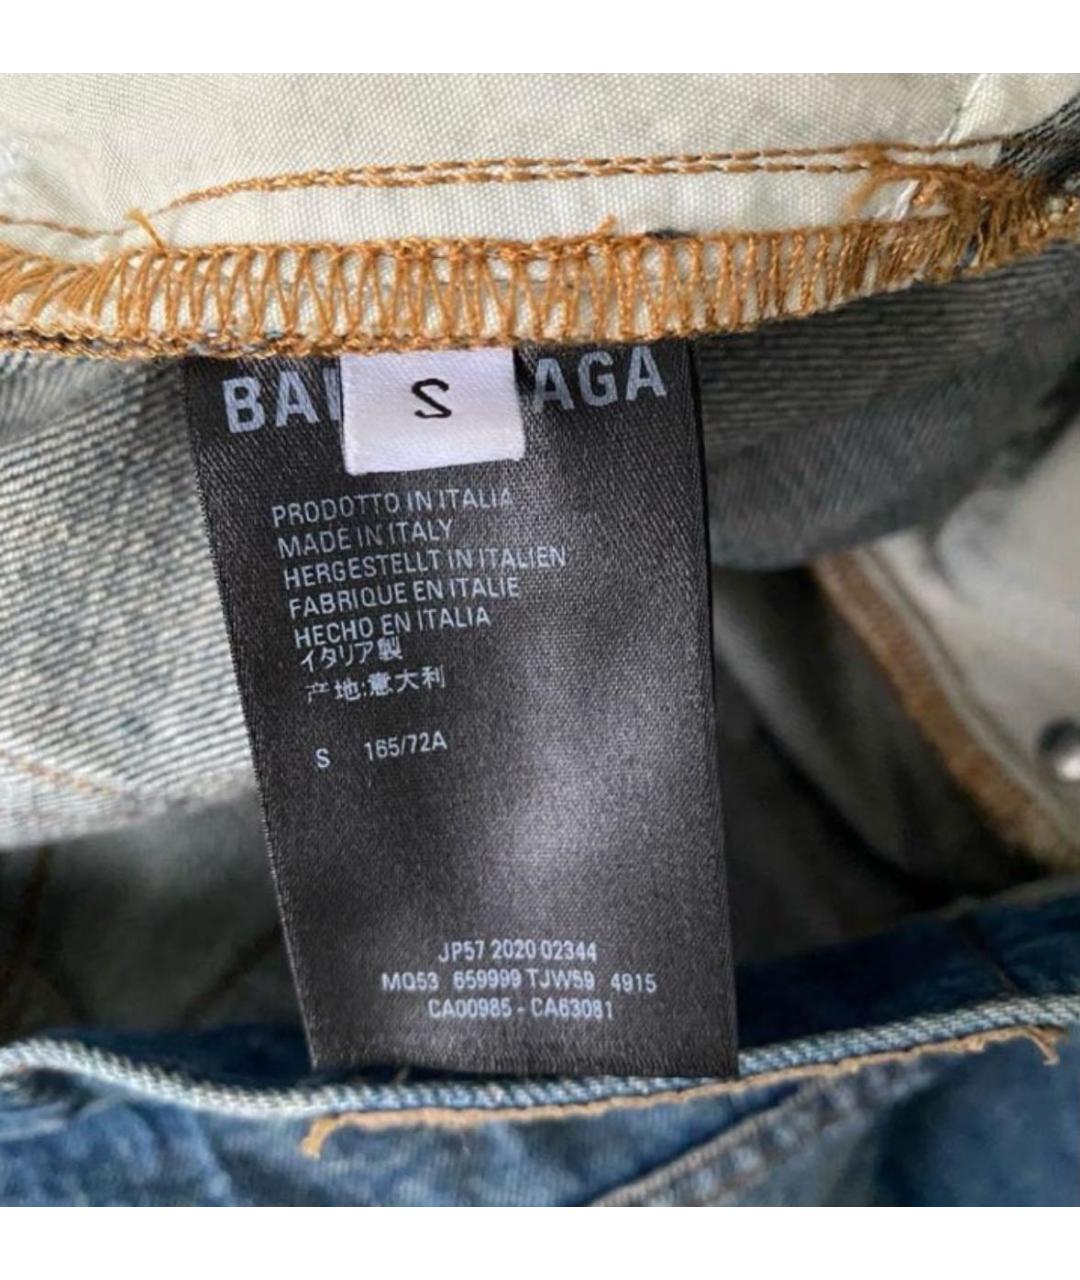 BAL AGA
S
PRODOTTO IN ITALIA
MADE IN ITALY
HERGESTELLT IN ITALIEN
FABRIQUE EN ITALIE
HECHO EN ITALIA
イタリア製
产地:意大利
S 165/72A
JP57 2020 02344
MQ53 659999 TJW59 4915
CA00985 - CA63081